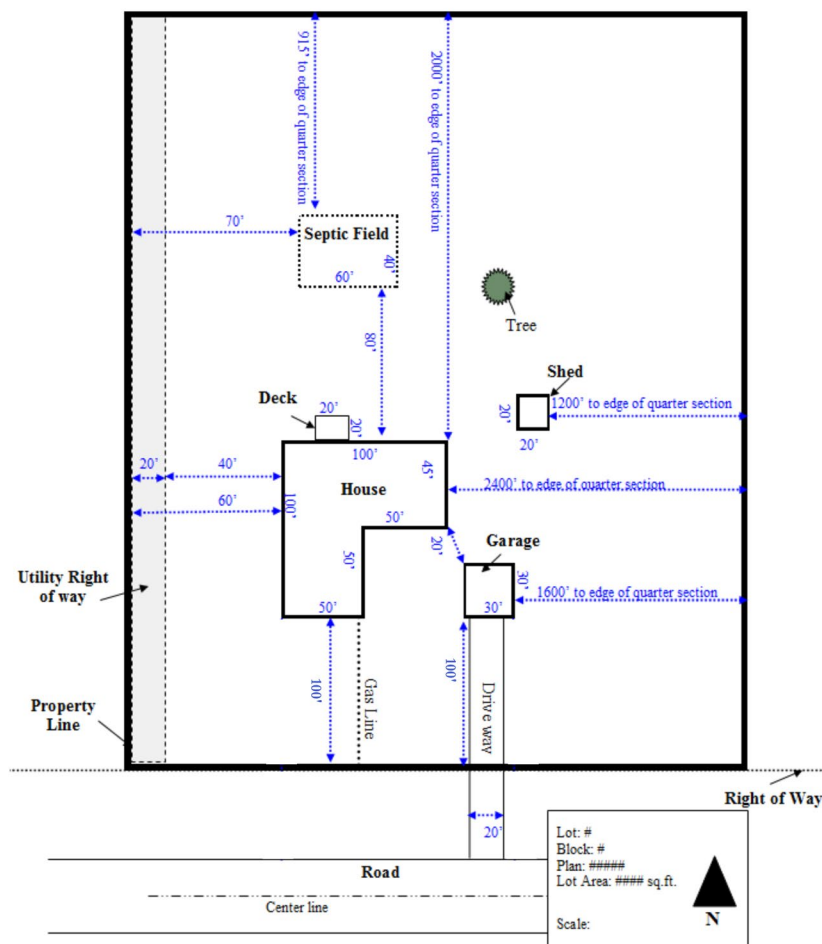 915' to edge of quarter section
2000' to edge of quarter section
70'
Septic Field
40'
60'
Tree
80'
Shed
1200' to edge of quarter section
20'
20'
Deck
20'
20'
100'
45'
20'
40'
House
2400' to edge of quarter section
60'
100'
50'
20'
Garage
50'
30'
1600' to edge of quarter section
Utility Right
of way
50'
30'
100'
Gas Line
100'
Drive way
Property
Line
Right of Way
20'
Road
Center line
Lot: #
Block: #
Plan: #####
Lot Area: #### sq.ft.
N
Scale: